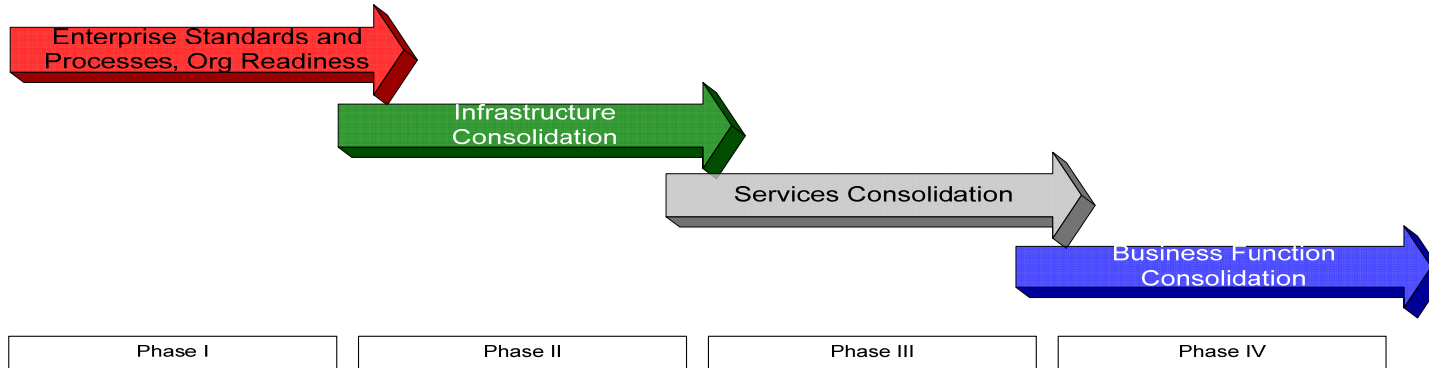 Enterprise Standards and
Processes, Org Readiness
Infrastructure
Consolidation
Services Consolidation
Business Function
Consolidation
Phase I
Phase II
Phase III
Phase IV